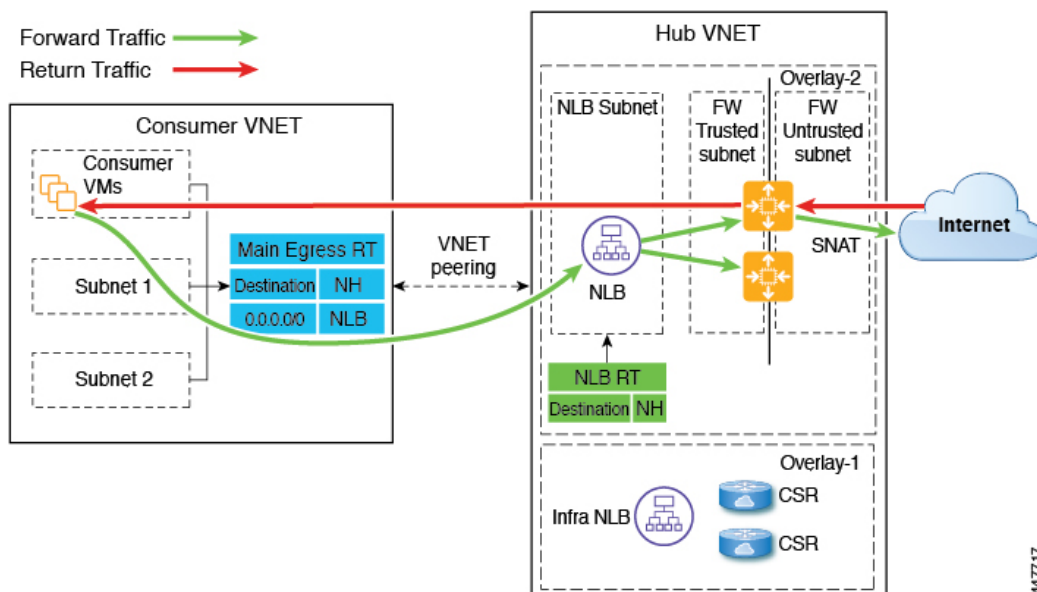 Forward Traffic
Return Traffic
Hub VNET
Overlay-2
Consumer VNET
NLB Subnet
FW
Trusted
subnet
FW
Untrusted
subnet
Consumer
VMs
Main Egress RT
Destination NH
0.0.0.0/0 NLB
VNET
peering
NLB
SNAT
Internet
Subnet 1
Subnet 2
NLB RT
Destination NH
Overlay-1
Infra NLB
CSR
CSR
447717